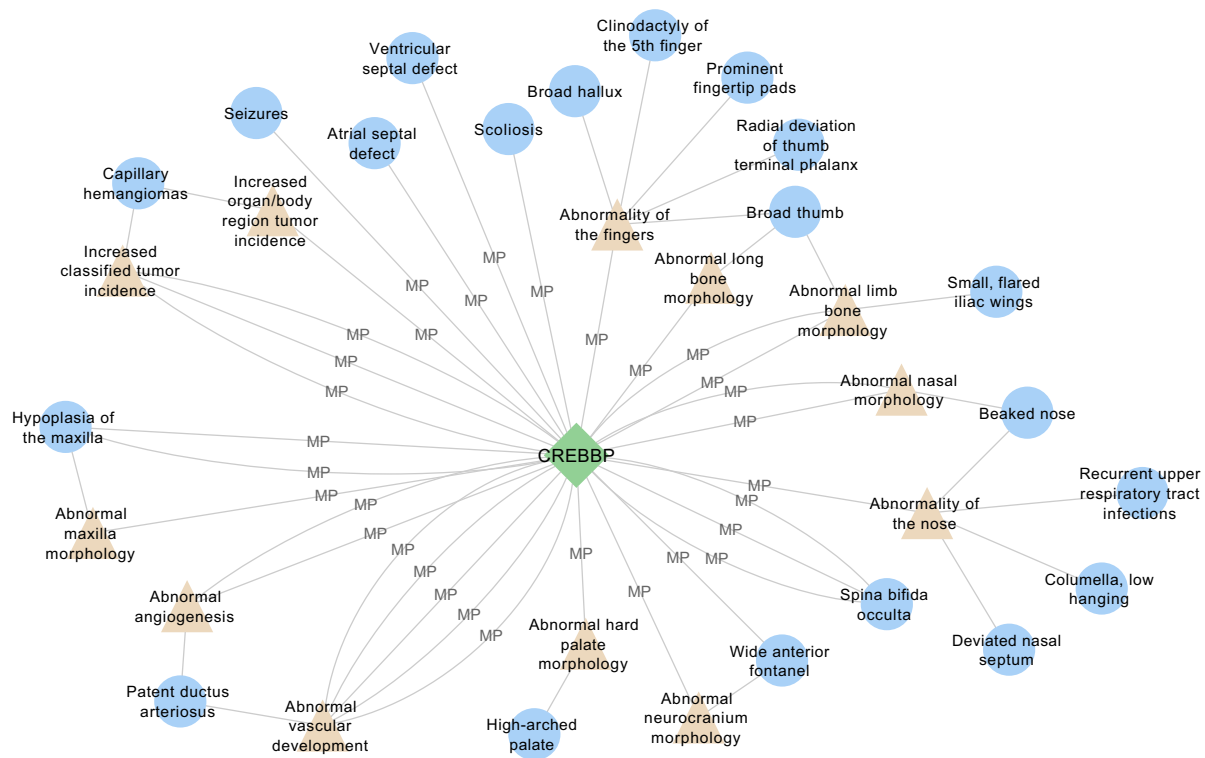 Clinodactyly of
the 5th finger
Ventricular
septal defect
Prominent
fingertip pads
Broad hallux
Seizures
Atrial septal
defect
Scoliosis
Radial deviation
of thumb
terminal phalanx
Capillary
hemangiomas
Increased
organ/body
region tumor
incidence
Abnormality of
the fingers
Broad thumb
Increased
classified tumor
incidence
Abnormal long
bone
morphology
Abnormal limb
bone
morphology
Small, flared
iliac wings
MP
MP
MP
MP
MP
MP
MP
MP
MP
MP
MP
MP
MP
MP
Abnormal nasal
morphology
Beaked nose
Hypoplasia of
the maxilla
MP
MP
CREBBP
MP
MP
MP
MP
MP
Abnormality of
the nose
Recurrent upper
respiratory tract
infections
Abnormal
maxilla
morphology
MP
MP
MP
MP
MP
MP
MP
MP
MP
MP
MP
Abnormal
angiogenesis
Spina bifida
occulta
Columella, low
hanging
Abnormal hard
palate
morphology
Wide anterior
fontanel
Deviated nasal
septum
Patent ductus
arteriosus
Abnormal
vascular
development
High-arched
palate
Abnormal
neurocranium
morphology